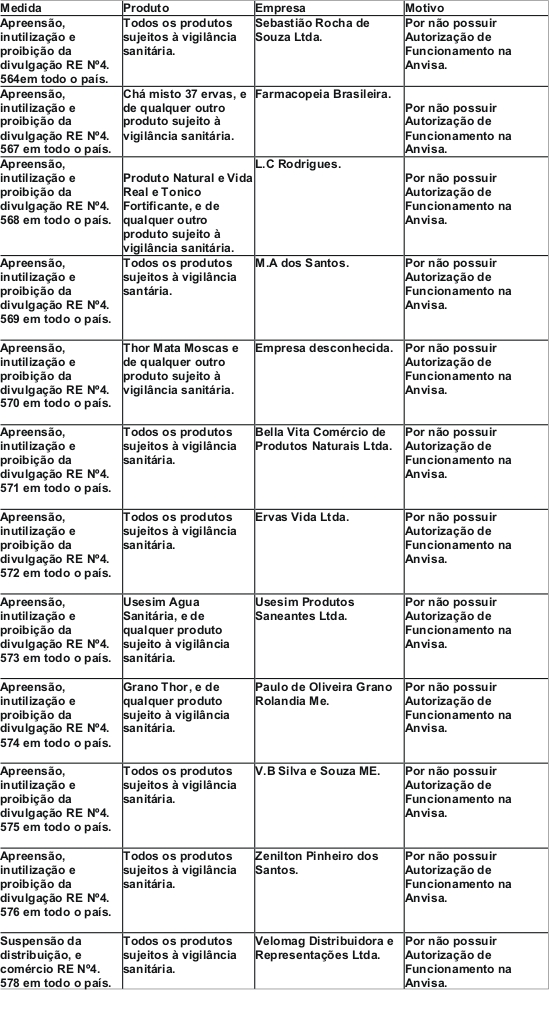 Medida
Produto
Empresa
Motivo
Apreensão,
inutilização e
proibição da
divulgação RE Nº4.
564em todo o país.
Todos os produtos
sujeitos à vigilância
sanitária.
Sebastião Rocha de
Souza Ltda.
Por não possuir
Autorização de
Funcionamento na
Anvisa.
Apreensão,
inutilização e
proibição da
divulgação RE Nº4.
567 em todo o país.
Chá misto 37 ervas, e
de qualquer outro
produto sujeito à
vigilância sanitária.
Farmacopeia Brasileira.
Por não possuir
Autorização de
Funcionamento na
Anvisa.
Apreensão,
inutilização e
proibição da
divulgação RE Nº4.
568 em todo o país.
Produto Natural e Vida
Real e Tonico
Fortificante, e de
qualquer outro
produto sujeito à
vigilância sanitária.
L.C Rodrigues.
Por não possuir
Autorização de
Funcionamento na
Anvisa.
Apreensão,
inutilização e
proibição da
divulgação RE Nº4.
569 em todo o país.
Todos os produtos
sujeitos à vigilância
santária.
M.A dos Santos.
Por não possuir
Autorização de
Funcionamento na
Anvisa.
Apreensão,
inutilização e
proibição da
divulgação RE Nº4.
570 em todo o país.
Thor Mata Moscas e
de qualquer outro
produto sujeito à
vigilância sanitária.
Empresa desconhecida.
Por não possuir
Autorização de
Funcionamento na
Anvisa.
Apreensão,
inutilização e
proibição da
divulgação RE Nº4.
571 em todo o país.
Todos os produtos
sujeitos à vigilância
sanitária.
Bella Vita Comércio de
Produtos Naturais Ltda.
Por não possuir
Autorização de
Funcionamento na
Anvisa.
Apreensão,
inutilização e
proibição da
divulgação RE Nº4.
572 em todo o país.
Todos os produtos
sujeitos à vigilância
sanitária.
Ervas Vida Ltda.
Por não possuir
Autorização de
Funcionamento na
Anvisa.
Apreensão,
inutilização e
proibição da
divulgação RE Nº4.
573 em todo o país.
Usesim Agua
Sanitária, e de
qualquer produto
sujeito à vigilância
sanitária.
Usesim Produtos
Saneantes Ltda.
Por não possuir
Autorização de
Funcionamento na
Anvisa.
Apreensão,
inutilização e
proibição da
divulgação RE Nº4.
574 em todo o país.
Grano Thor, e de
qualquer produto
sujeito à vigilância
sanitária.
Paulo de Oliveira Grano
Rolandia Me.
Por não possuir
Autorização de
Funcionamento na
Anvisa.
Apreensão,
inutilização e
proibição da
divulgação RE Nº4.
575 em todo o país.
Todos os produtos
sujeitos à vigilância
sanitária.
V.B Silva e Souza ME.
Por não possuir
Autorização de
Funcionamento na
Anvisa.
Apreensão,
inutilização e
proibição da
divulgação RE Nº4.
576 em todo o país.
Todos os produtos
sujeitos à vigilância
sanitária.
Zenilton Pinheiro dos
Santos.
Por não possuir
Autorização de
Funcionamento na
Anvisa.
Suspensão da
distribuição, e
comércio RE Nº4.
578 em todo o país.
Todos os produtos
sujeitos à vigilância
sanitária.
Velomag Distribuidora e
Representações Ltda.
Por não possuir
Autorização de
Funcionamento na
Anvisa.